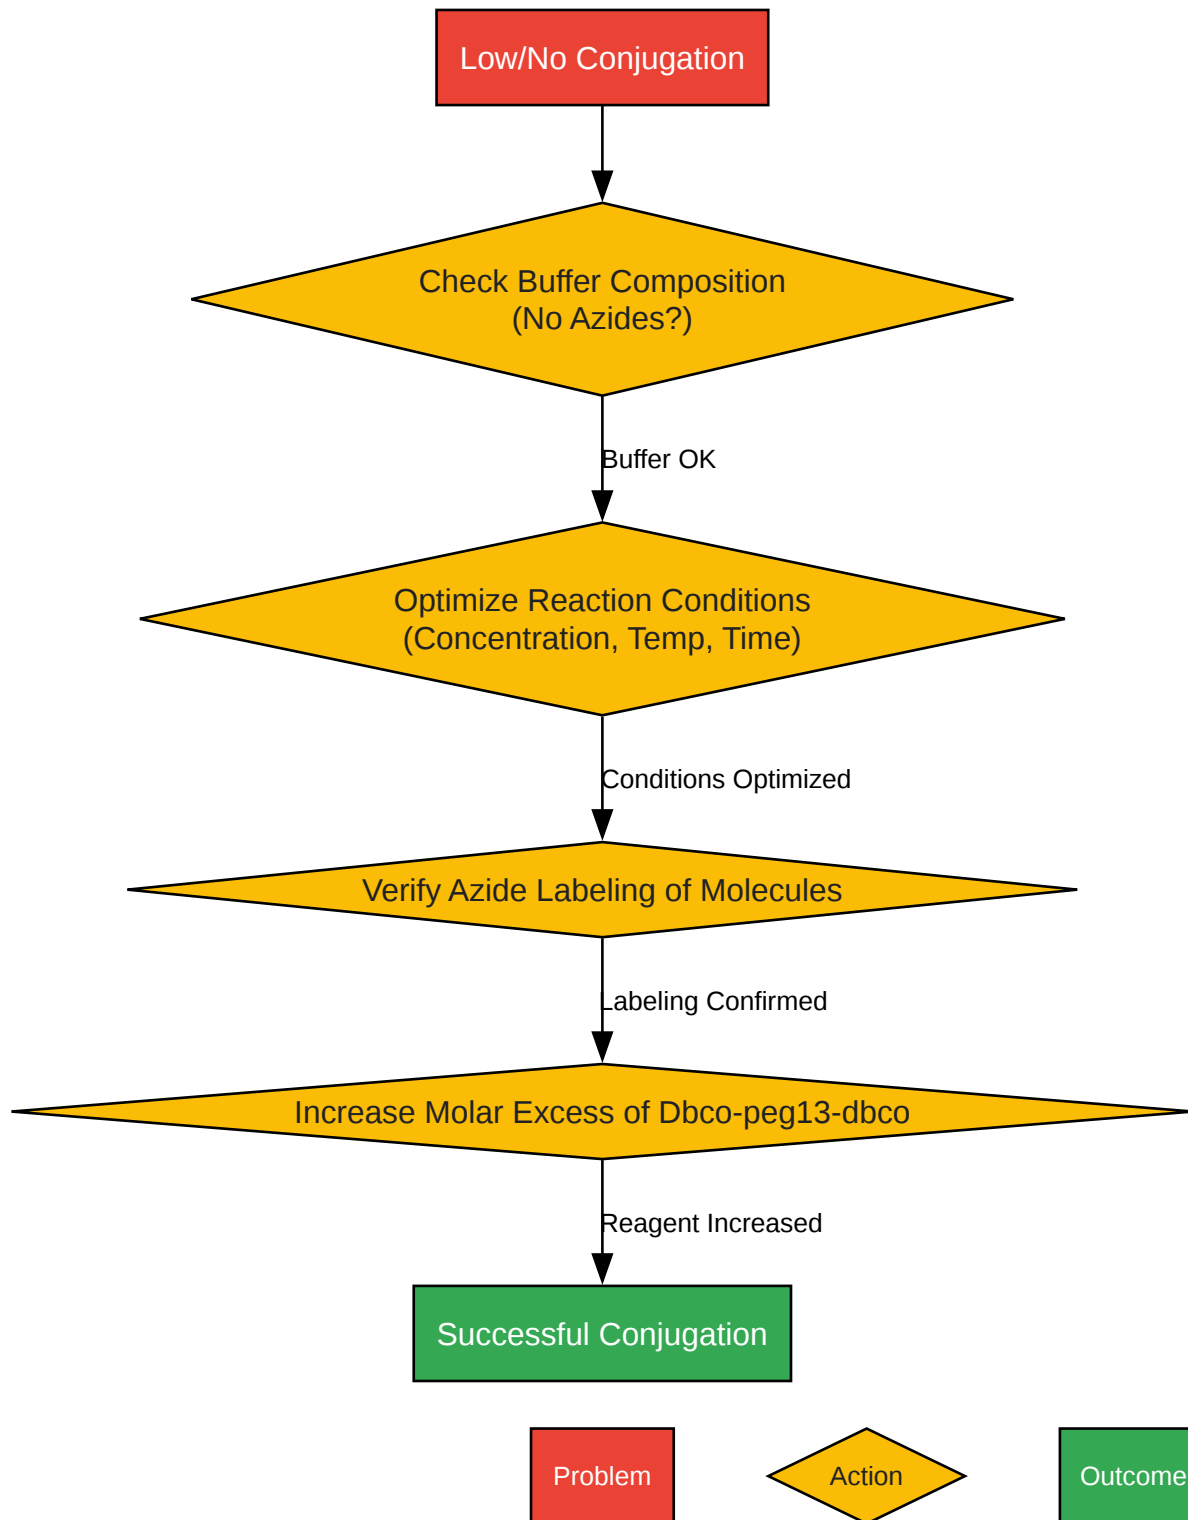 Low/No Conjugation
Check Buffer Composition
(No Azides?)
Buffer OK
Optimize Reaction Conditions
(Concentration, Temp, Time)
Conditions Optimized
Verify Azide Labeling of Molecules
Labeling Confirmed
Increase Molar Excess of Dbco-peg13-dbco
Reagent Increased
Successful Conjugation
Problem
Action
Outcome